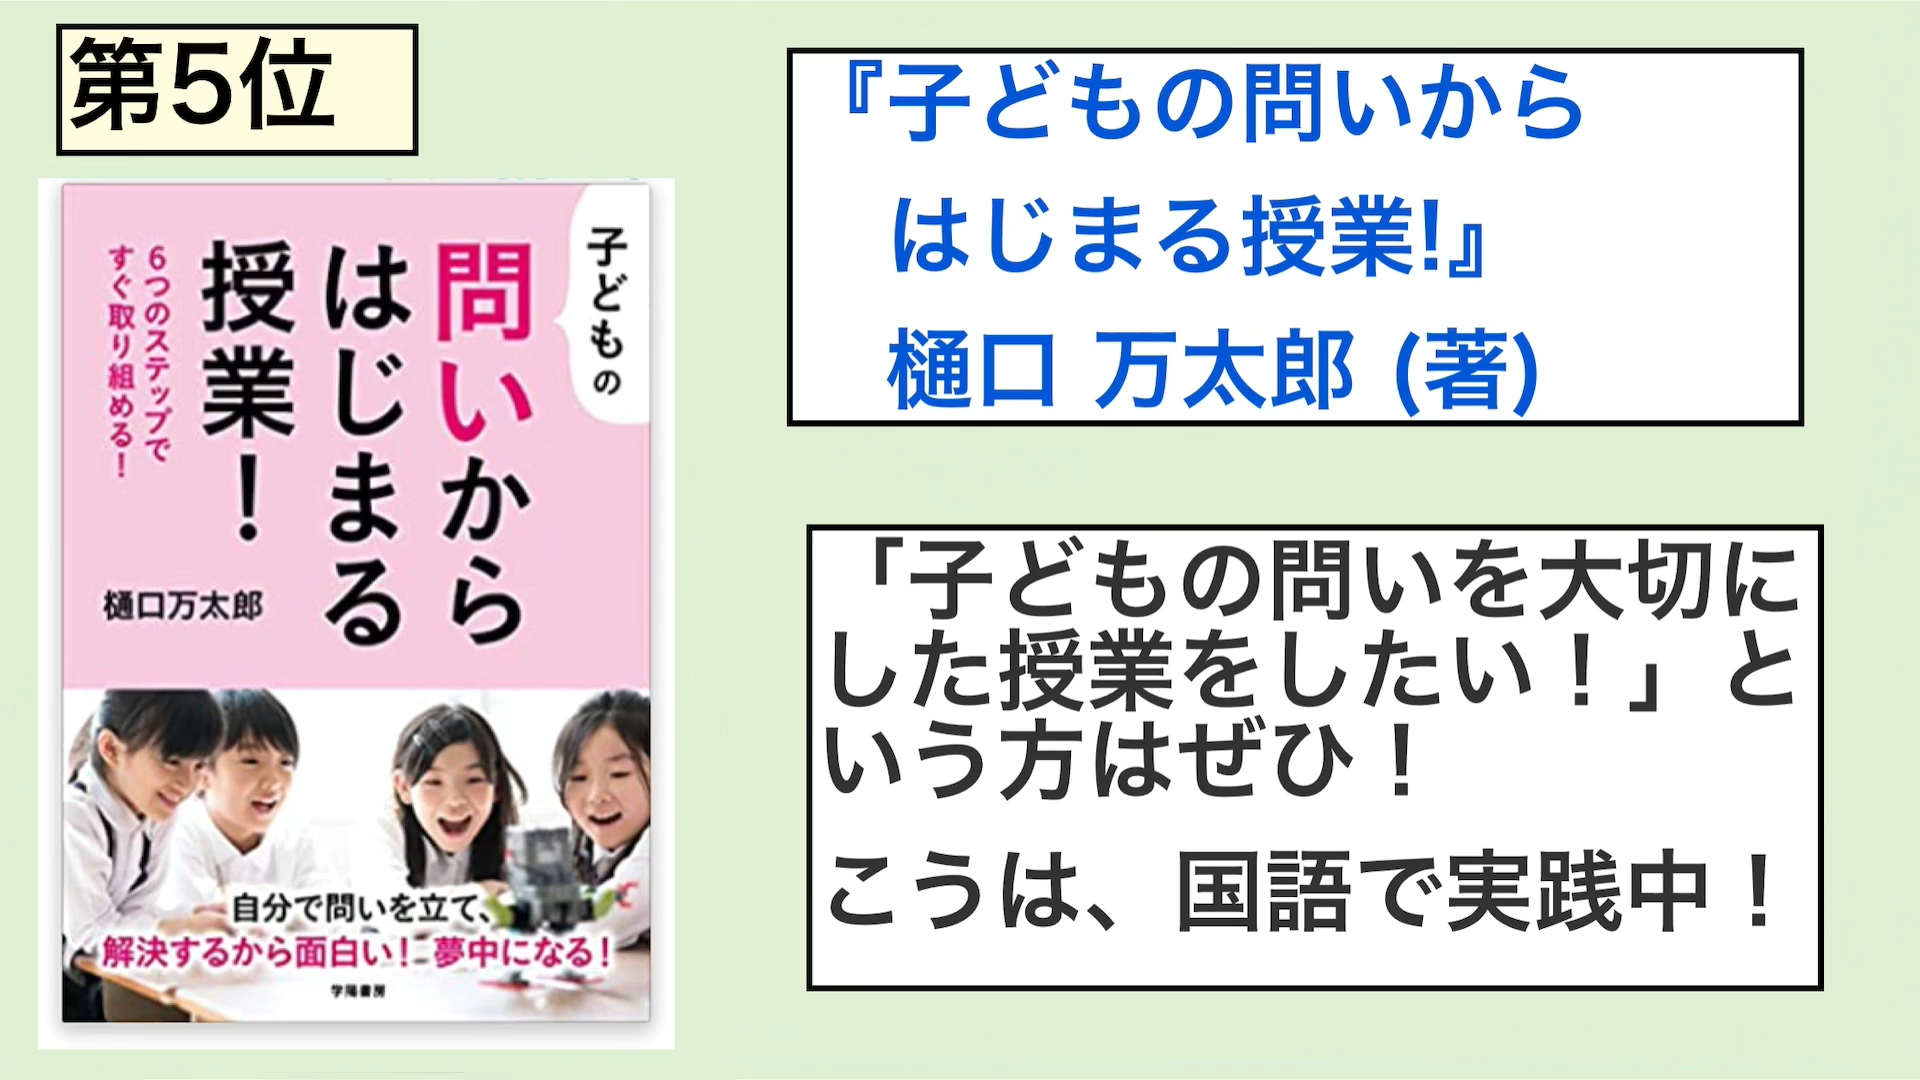 第5位
『子どもの問いから
はじまる授業!』
樋口 万太郎 (著)
子どもの
問いから
はじまる
授業！
6つのステップで
すぐ取り組める！
樋口万太郎
自分で問いを立て、
解決するから面白い！ 夢中になる！
学陽書房
「子どもの問いを大切に
した授業をしたい！」と
いう方はぜひ！
こうは、国語で実践中！